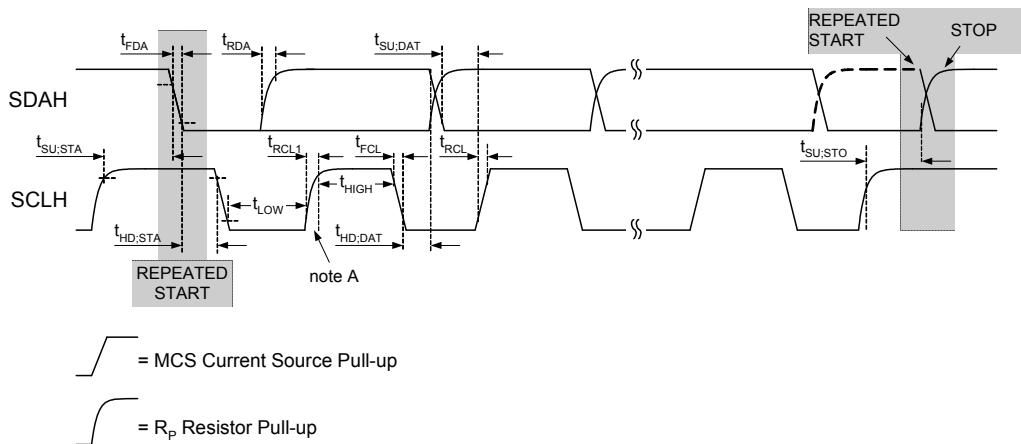 REPEATED
START
STOP
tFDA
tRDA
tSU;DAT
SDAH
tSU;STA
tRCL1
tFCL
tRCL
tSU;STO
tHIGH
SCLH
tLOW
tHD;STA
tHD;DAT
REPEATED
START
note A
= MCS Current Source Pull-up
= RP Resistor Pull-up